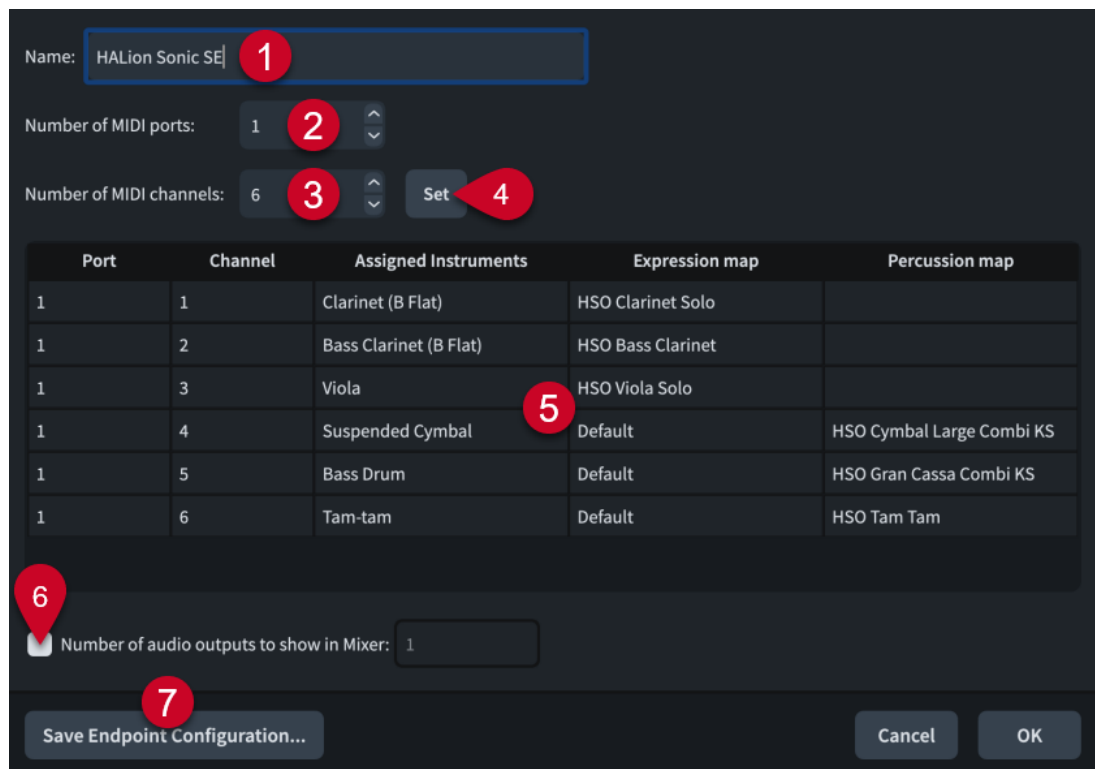 Name: HALion Sonic SE 1
Number of MIDI ports: 1 2
Number of MIDI channels: 6 3 Set 4
Port Channel Assigned Instruments Expression map Percussion map
1 1 Clarinet (B Flat) HSO Clarinet Solo
1 2 Bass Clarinet (B Flat) HSO Bass Clarinet
1 3 Viola HSO Viola Solo
5
1 4 Suspended Cymbal Default HSO Cymbal Large Combi KS
1 5 Bass Drum Default HSO Gran Cassa Combi KS
1 6 Tam-tam Default HSO Tam Tam
6
Number of audio outputs to show in Mixer: 1
7
Save Endpoint Configuration... Cancel OK